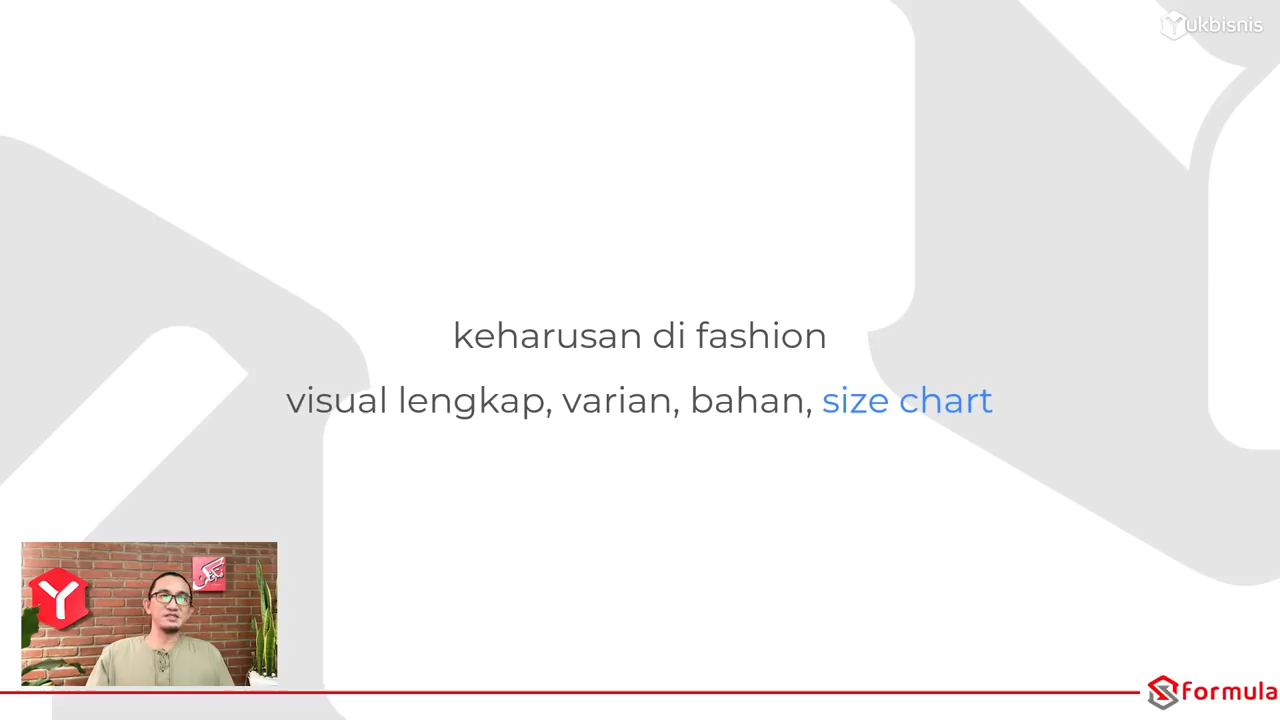 Yukbisnis
keharusan di fashion
visual lengkap, varian, bahan, size chart
Y
formula